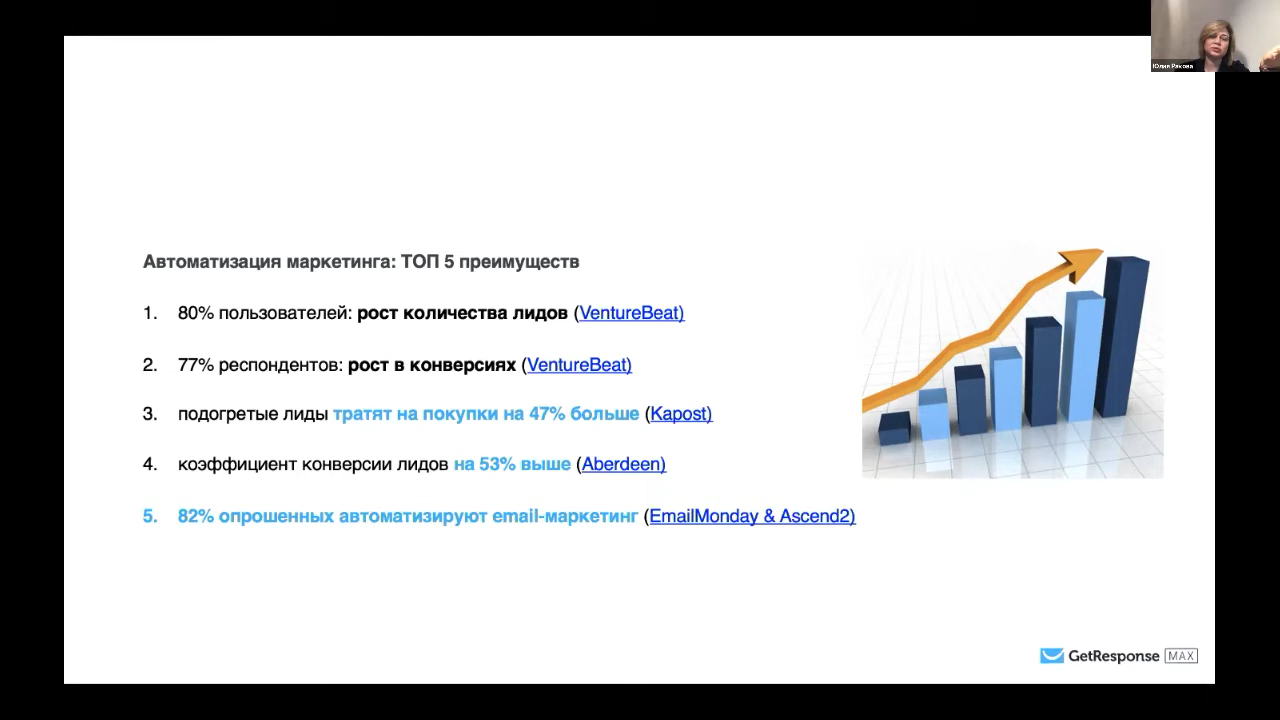 Юлия Ракова
Автоматизация маркетинга: ТОП 5 преимуществ
1. 80% пользователей: рост количества лидов (VentureBeat)
2. 77% респондентов: рост в конверсиях (VentureBeat)
3. подогретые лиды тратят на покупки на 47% больше (Kapost)
4. коэффициент конверсии лидов на 53% выше (Aberdeen)
5. 82% опрошенных автоматизируют email-маркетинг (EmailMonday & Ascend2)
GetResponse MAX